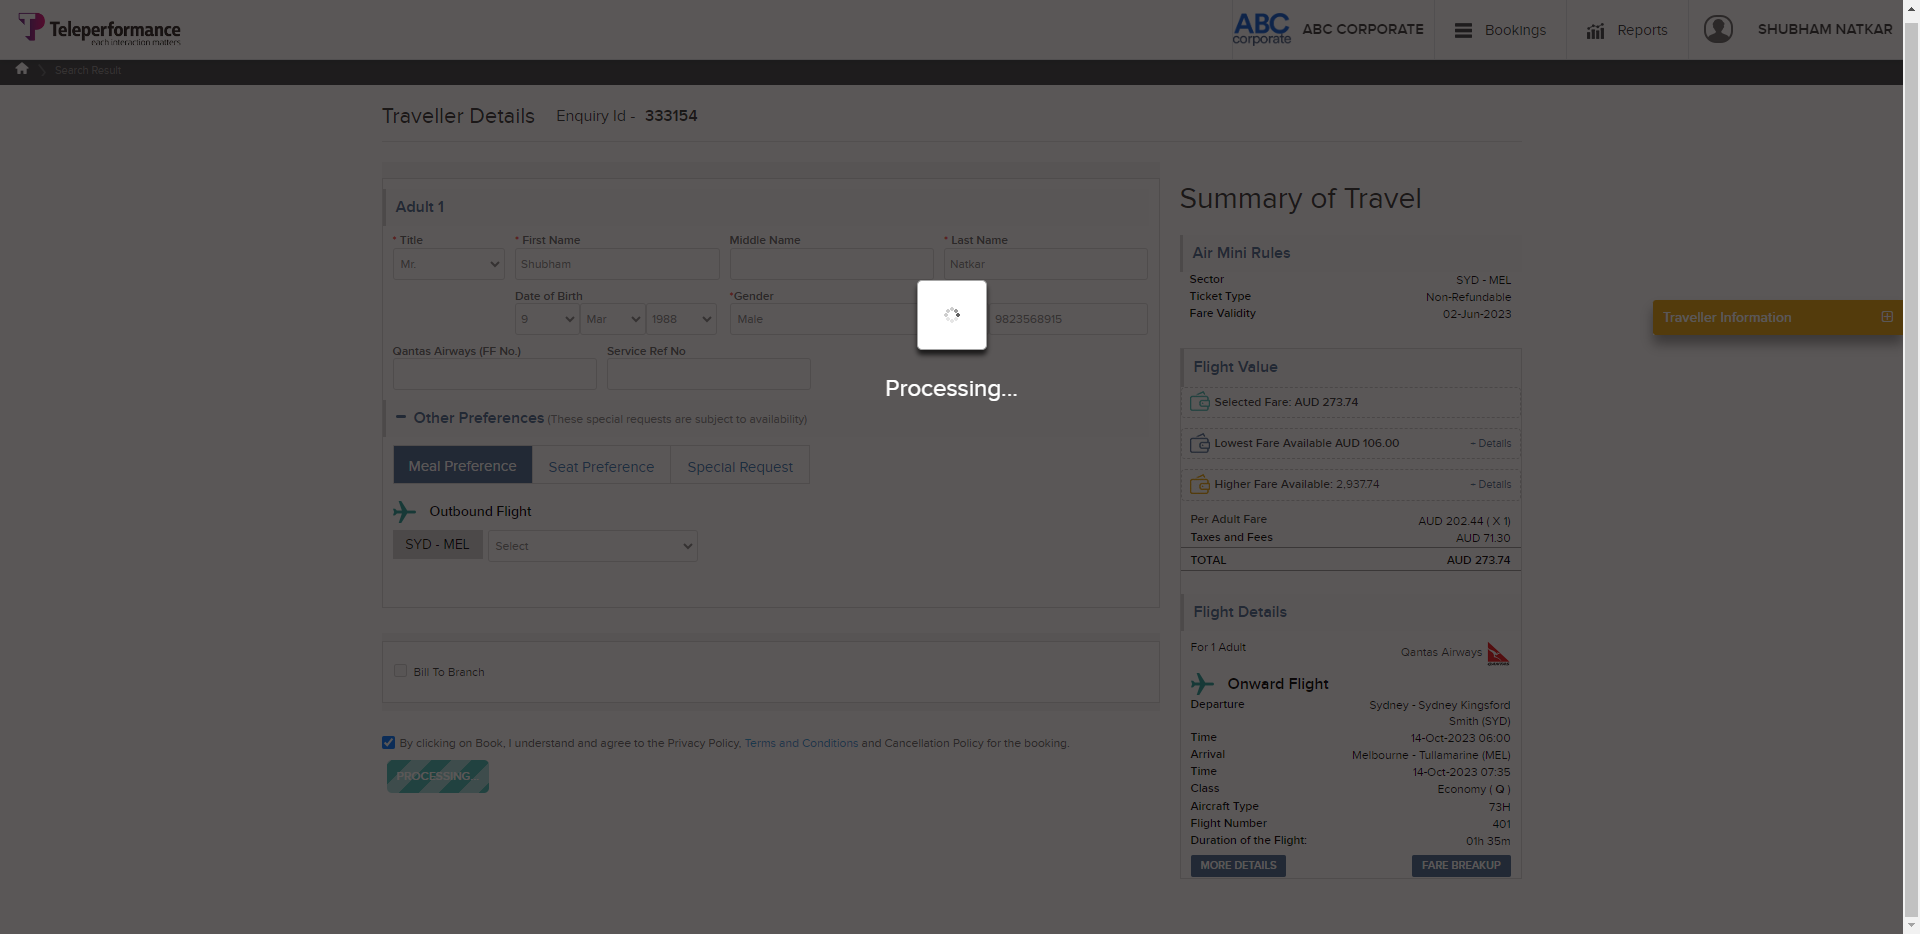 Teleperformance
each interaction matters
ABC
corporate
ABC CORPORATE
Bookings
Reports
SHUBHAM NATKAR
Search Result
Traveller Details
Enquiry Id - 333154
Adult 1
* Title
* First Name
Middle Name
* Last Name
Mr.
Shubham
Natkar
Date of Birth
*Gender
9
Mar
1988
Male
9823568915
Qantas Airways (FF No.)
Service Ref No
Processing...
Other Preferences (These special requests are subject to availability)
Meal Preference
Seat Preference
Special Request
Outbound Flight
SYD - MEL
Select
Bill To Branch
By clicking on Book, I understand and agree to the Privacy Policy, Terms and Conditions and Cancellation Policy for the booking.
PROCESSING...
Summary of Travel
Air Mini Rules
Sector SYD - MEL
Ticket Type Non-Refundable
Fare Validity 02-Jun-2023
Traveller Information
Flight Value
Selected Fare: AUD 273.74
Lowest Fare Available AUD 106.00 - Details
Higher Fare Available: 2,937.74 - Details
Per Adult Fare AUD 202.44 ( X 1)
Taxes and Fees AUD 71.30
TOTAL AUD 273.74
Flight Details
For 1 Adult
Qantas Airways
QANTAS
Onward Flight
Departure Sydney - Sydney Kingsford
Smith (SYD)
Time 14-Oct-2023 06:00
Arrival Melbourne - Tullamarine (MEL)
Time 14-Oct-2023 07:35
Class Economy ( Q )
Aircraft Type 73H
Flight Number 401
Duration of the Flight: 01h 35m
MORE DETAILS
FARE BREAKUP